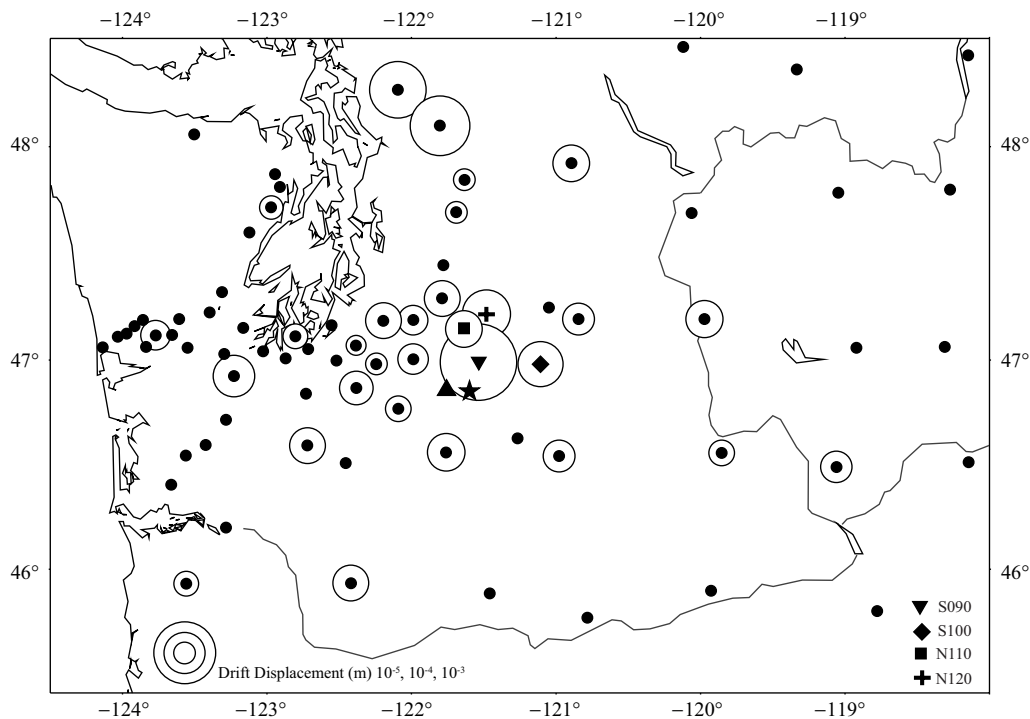 −124° −123° −122° −121° −120° −119°
48° 48°
47° 47°
46° 46°
S090
S100
N110
Drift Displacement (m) 10⁻⁵, 10⁻⁴, 10⁻³
N120
−124° −123° −122° −121° −120° −119°